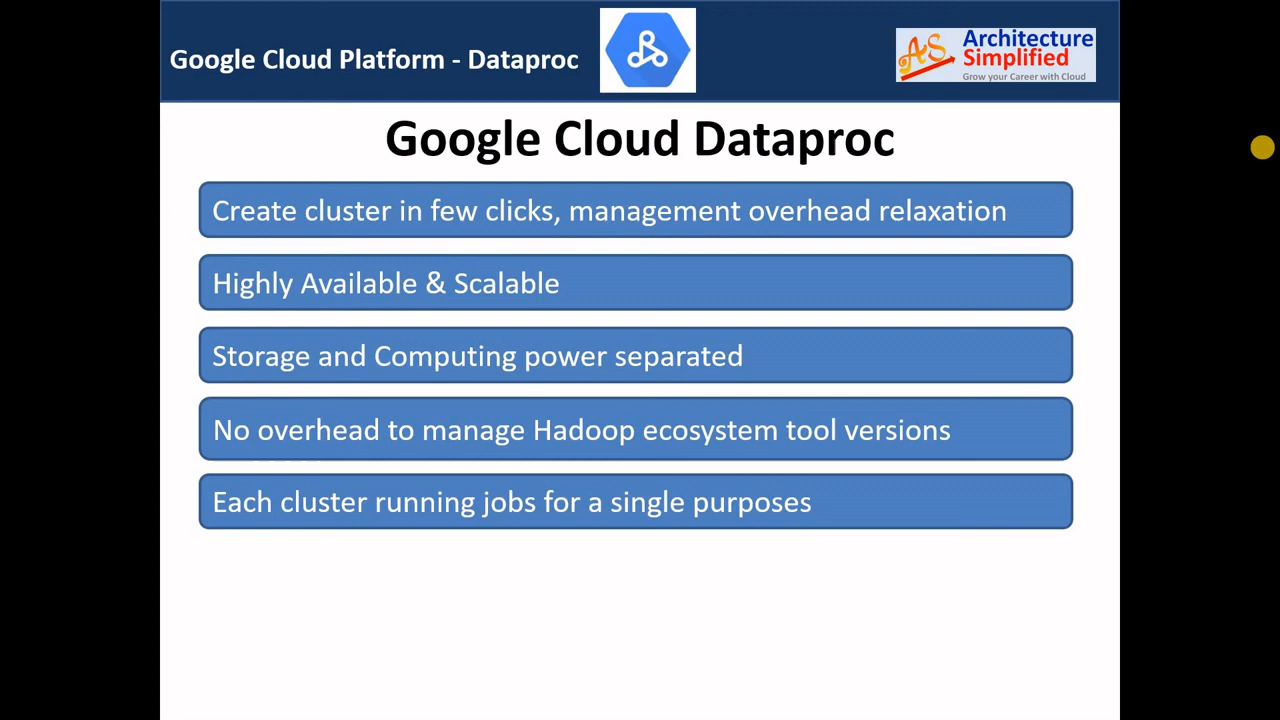 Google Cloud Platform - Dataproc
AS
Architecture
Simplified
Grow your Career with Cloud
Google Cloud Dataproc
Create cluster in few clicks, management overhead relaxation
Highly Available & Scalable
Storage and Computing power separated
No overhead to manage Hadoop ecosystem tool versions
Each cluster running jobs for a single purposes